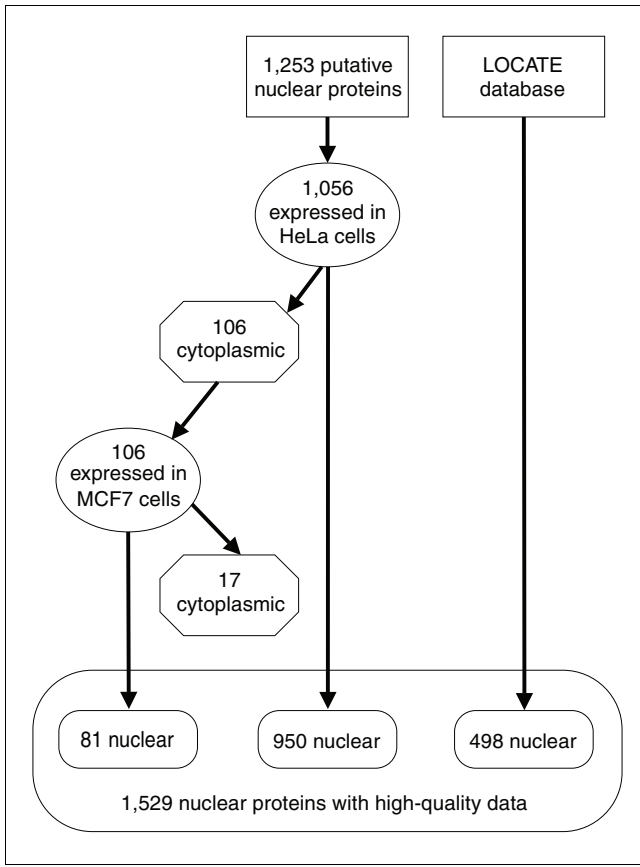 1,253 putative
nuclear proteins
LOCATE
database
1,056
expressed in
HeLa cells
106
cytoplasmic
106
expressed in
MCF7 cells
17
cytoplasmic
81 nuclear
950 nuclear
498 nuclear
1,529 nuclear proteins with high-quality data